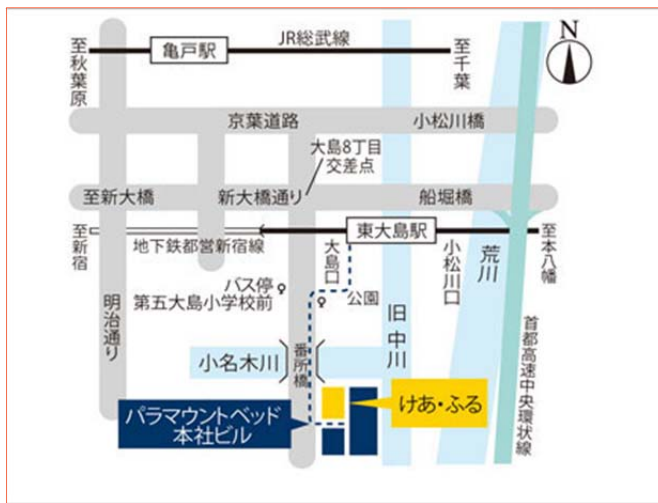 N
JR総武線
亀戸駅
至秋葉原
至千葉
京葉道路
小松川橋
大島8丁目
交差点
至新大橋
新大橋通り
船堀橋
至新宿
地下鉄都営新宿線
東大島駅
至本八幡
大島口
小松川口
荒川
バス停
第五大島小学校前
公園
明治通り
旧中川
首都高速中央環状線
小名木川
番所橋
けあ・ふる
パラマウントベッド
本社ビル